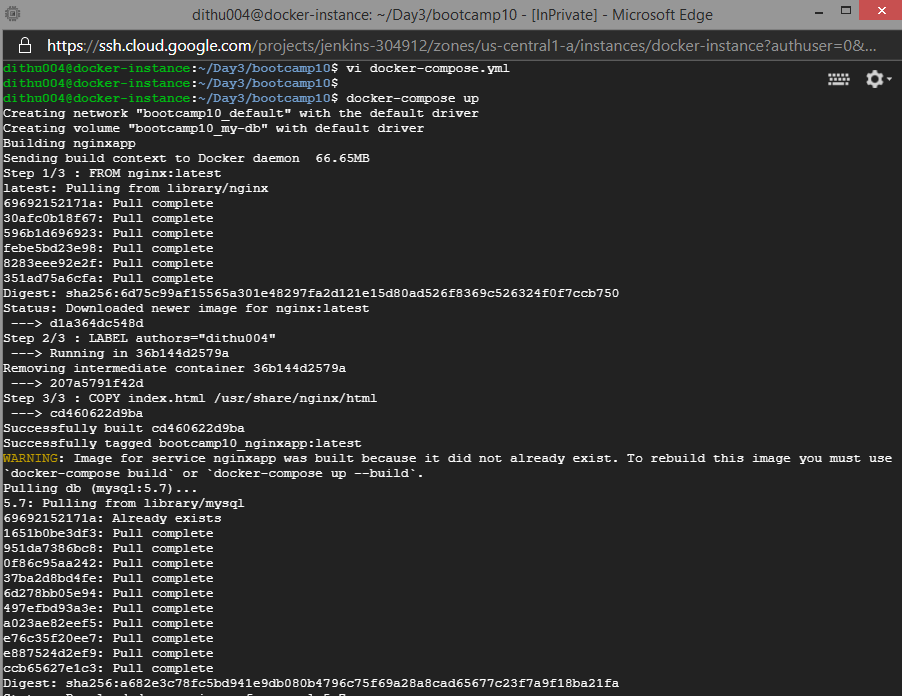 dithu004@docker-instance: ~/Day3/bootcamp10 - [InPrivate] - Microsoft Edge
https://ssh.cloud.google.com/projects/jenkins-304912/zones/us-central1-a/instances/docker-instance?authuser=0&...
dithu004@docker-instance:~/Day3/bootcamp10$ vi docker-compose.yml
dithu004@docker-instance:~/Day3/bootcamp10$
dithu004@docker-instance:~/Day3/bootcamp10$ docker-compose up
Creating network "bootcamp10_default" with the default driver
Creating volume "bootcamp10_my-db" with default driver
Building nginxapp
Sending build context to Docker daemon  66.65MB
Step 1/3 : FROM nginx:latest
latest: Pulling from library/nginx
69692152171a: Pull complete
30afc0b18f67: Pull complete
596b1d696923: Pull complete
febe5bd23e98: Pull complete
8283eee92e2f: Pull complete
351ad75a6cfa: Pull complete
Digest: sha256:6d75c99af15565a301e48297fa2d121e15d80ad526f8369c526324f0f7ccb750
Status: Downloaded newer image for nginx:latest
 ---> d1a364dc548d
Step 2/3 : LABEL authors="dithu004"
 ---> Running in 36b144d2579a
Removing intermediate container 36b144d2579a
 ---> 207a5791f42d
Step 3/3 : COPY index.html /usr/share/nginx/html
 ---> cd460622d9ba
Successfully built cd460622d9ba
Successfully tagged bootcamp10_nginxapp:latest
WARNING: Image for service nginxapp was built because it did not already exist. To rebuild this image you must use
`docker-compose build` or `docker-compose up --build`.
Pulling db (mysql:5.7)...
5.7: Pulling from library/mysql
69692152171a: Already exists
1651b0be3df3: Pull complete
951da7386bc8: Pull complete
0f86c95aa242: Pull complete
37ba2d8bd4fe: Pull complete
6d278bb05e94: Pull complete
497efbd93a3e: Pull complete
a023ae82eef5: Pull complete
e76c35f20ee7: Pull complete
e887524d2ef9: Pull complete
ccb65627e1c3: Pull complete
Digest: sha256:a682e3c78fc5bd941e9db080b4796c75f69a28a8cad65677c23f7a9f18ba21fa